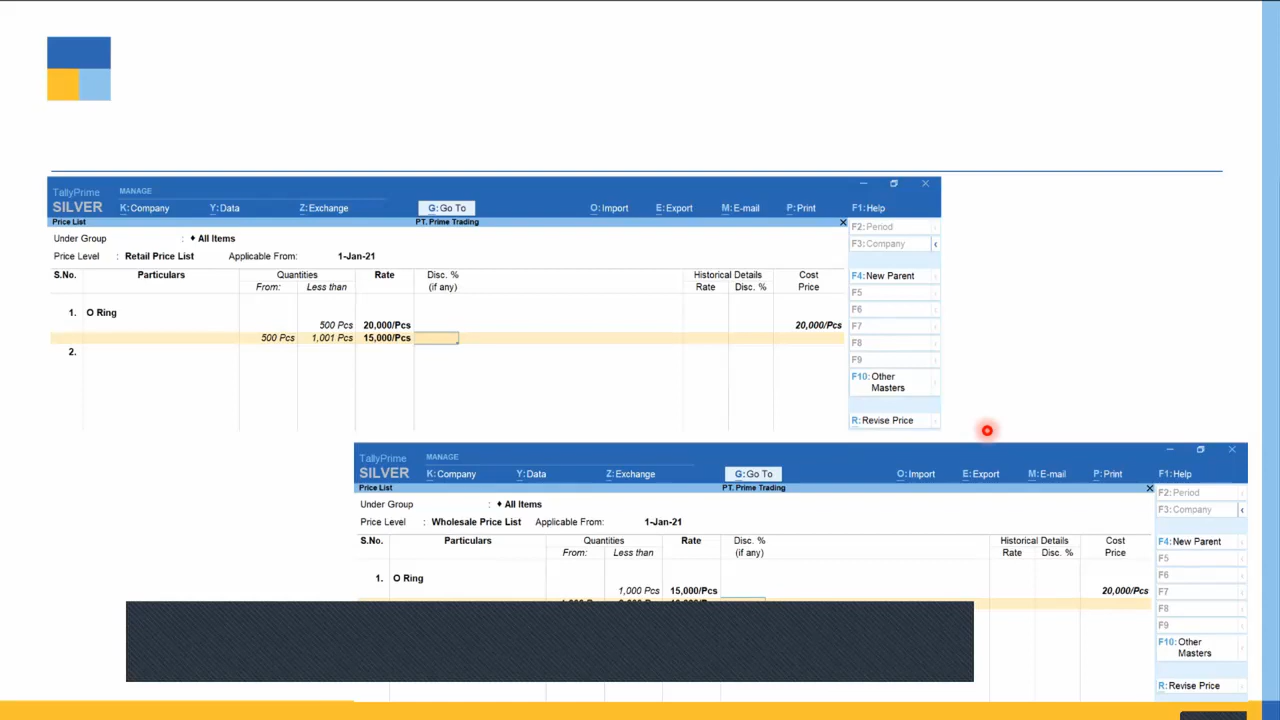 TallyPrime MANAGE
SILVER K:Company Y:Data Z:Exchange G:Go To O:Import E:Export M:E-mail P:Print F1:Help
Price List PT. Prime Trading
F2:Period
Under Group : ♦ All Items
F3:Company
Price Level : Retail Price List Applicable From: 1-Jan-21
S.No. Particulars Quantities Rate Disc. % Historical Details Cost
F4:New Parent
From: Less than (if any) Rate Disc. % Price
F5
1. O Ring
F6
500 Pcs 20,000/Pcs 20,000/Pcs
F7
500 Pcs 1,001 Pcs 15,000/Pcs
F8
2.
F9
F10:Other
Masters
R:Revise Price
TallyPrime MANAGE
SILVER K:Company Y:Data Z:Exchange G:Go To O:Import E:Export M:E-mail P:Print F1:Help
Price List PT. Prime Trading
F2:Period
Under Group : ♦ All Items
F3:Company
Price Level : Wholesale Price List Applicable From: 1-Jan-21
S.No. Particulars Quantities Rate Disc. % Historical Details Cost
F4:New Parent
From: Less than (if any) Rate Disc. % Price
F5
1. O Ring
F6
1,000 Pcs 15,000/Pcs 20,000/Pcs
F7
F8
F9
F10:Other
Masters
R:Revise Price